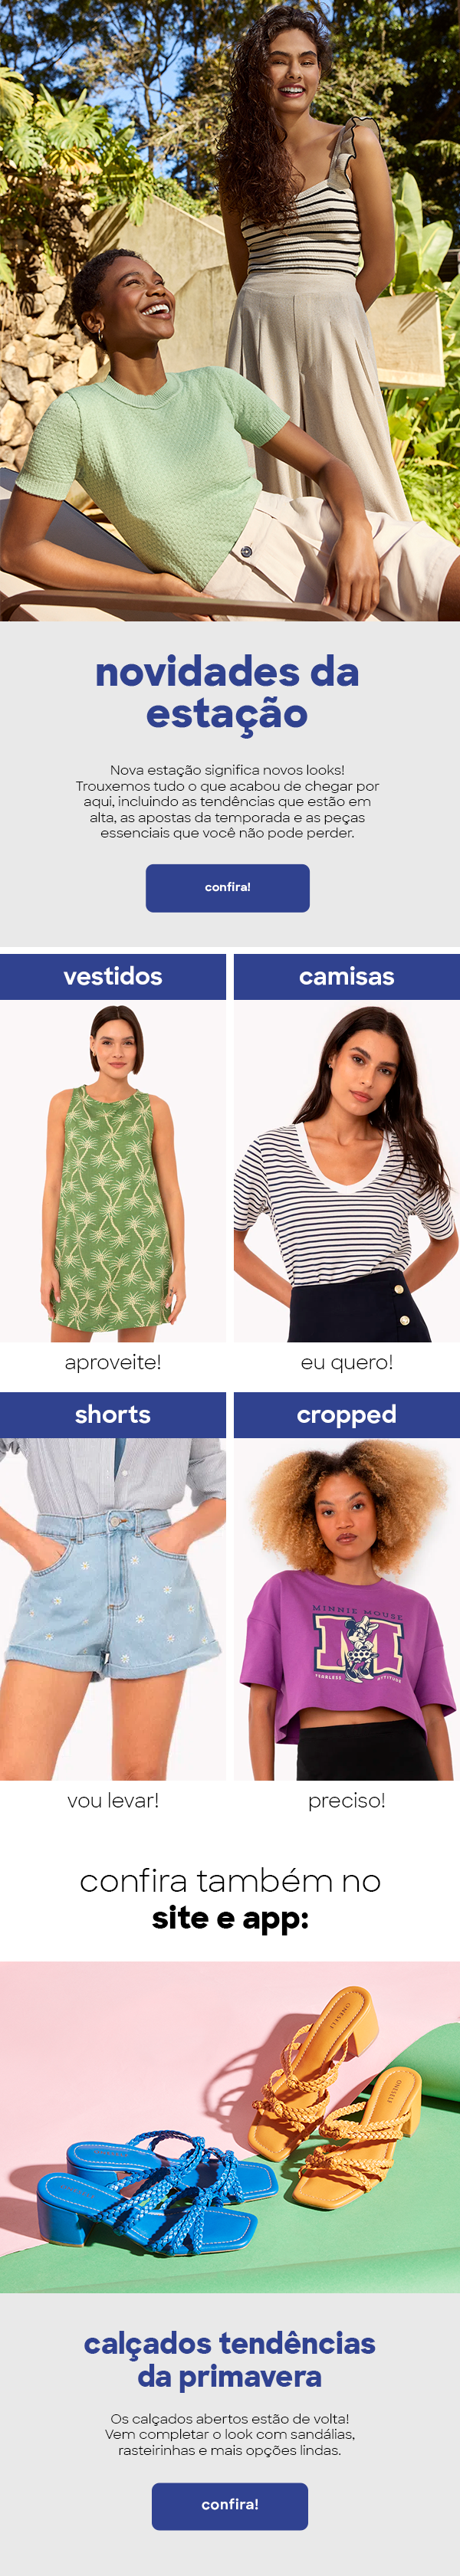 novidades da
estação
Nova estação significa novos looks!
Trouxemos tudo o que acabou de chegar por
aqui, incluindo as tendências que estão em
alta, as apostas da temporada e as peças
essenciais que você não pode perder.
confira!
vestidos
camisas
aproveite!
eu quero!
shorts
cropped
MINNIE MOUSE
M
FEARLESS ATTITUDE
vou levar!
preciso!
confira também no
site e app:
calçados tendências
da primavera
Os calçados abertos estão de volta!
Vem completar o look com sandálias,
rasteirinhas e mais opções lindas.
confira!